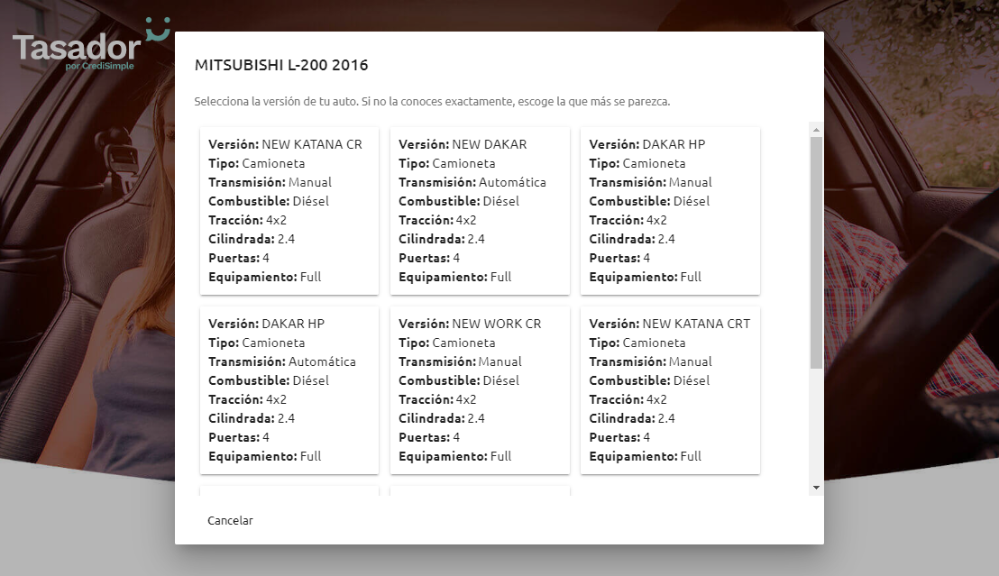 Tasador
por CrediSimple
MITSUBISHI L-200 2016
Selecciona la versión de tu auto. Si no la conoces exactamente, escoge la que más se parezca.
Versión: NEW KATANA CR
Tipo: Camioneta
Transmisión: Manual
Combustible: Diésel
Tracción: 4x2
Cilindrada: 2.4
Puertas: 4
Equipamiento: Full
Versión: NEW DAKAR
Tipo: Camioneta
Transmisión: Automática
Combustible: Diésel
Tracción: 4x2
Cilindrada: 2.4
Puertas: 4
Equipamiento: Full
Versión: DAKAR HP
Tipo: Camioneta
Transmisión: Manual
Combustible: Diésel
Tracción: 4x2
Cilindrada: 2.4
Puertas: 4
Equipamiento: Full
Versión: DAKAR HP
Tipo: Camioneta
Transmisión: Automática
Combustible: Diésel
Tracción: 4x2
Cilindrada: 2.4
Puertas: 4
Equipamiento: Full
Versión: NEW WORK CR
Tipo: Camioneta
Transmisión: Manual
Combustible: Diésel
Tracción: 4x2
Cilindrada: 2.4
Puertas: 4
Equipamiento: Full
Versión: NEW KATANA CRT
Tipo: Camioneta
Transmisión: Manual
Combustible: Diésel
Tracción: 4x2
Cilindrada: 2.4
Puertas: 4
Equipamiento: Full
Cancelar